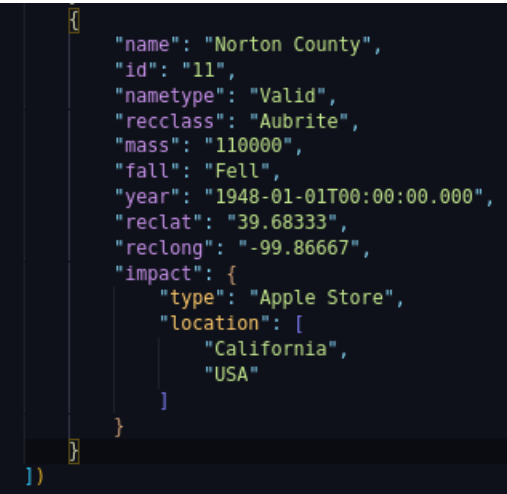 {
"name": "Norton County",
"id": "11",
"nametype": "Valid",
"recclass": "Aubrite",
"mass": "110000",
"fall": "Fell",
"year": "1948-01-01T00:00:00.000",
"reclat": "39.68333",
"reclong": "-99.86667",
"impact": {
"type": "Apple Store",
"location": [
"California",
"USA"
]
}
}
])